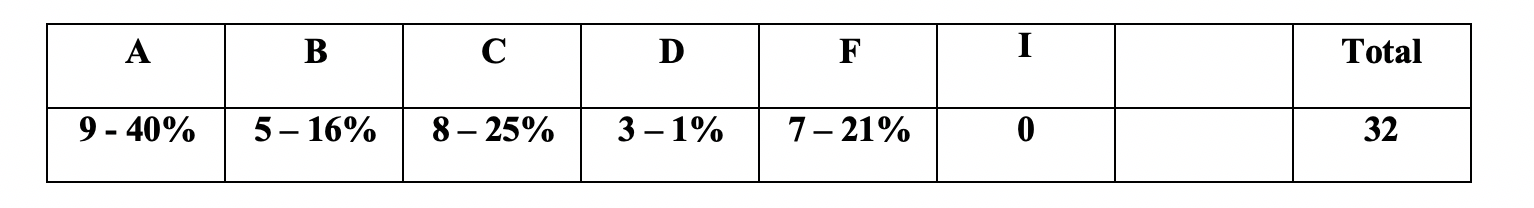 A B C D F I Total
9 - 40% 5 – 16% 8 – 25% 3 – 1% 7 – 21% 0 32